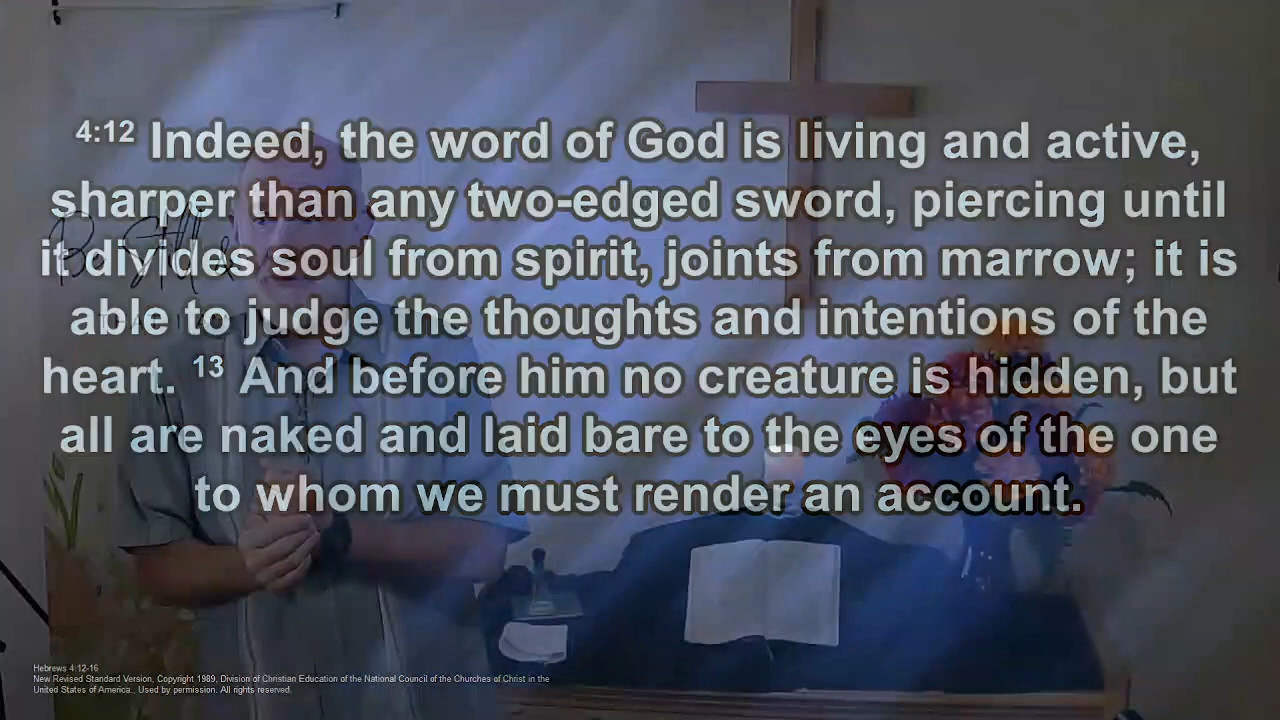 4:12 Indeed, the word of God is living and active,
sharper than any two-edged sword, piercing until
it divides soul from spirit, joints from marrow; it is
able to judge the thoughts and intentions of the
heart. 13 And before him no creature is hidden, but
all are naked and laid bare to the eyes of the one
to whom we must render an account.
Be Still &
Hebrews 4:12-16
New Revised Standard Version, Copyright 1989, Division of Christian Education of the National Council of the Churches of Christ in the
United States of America.. Used by permission. All rights reserved.